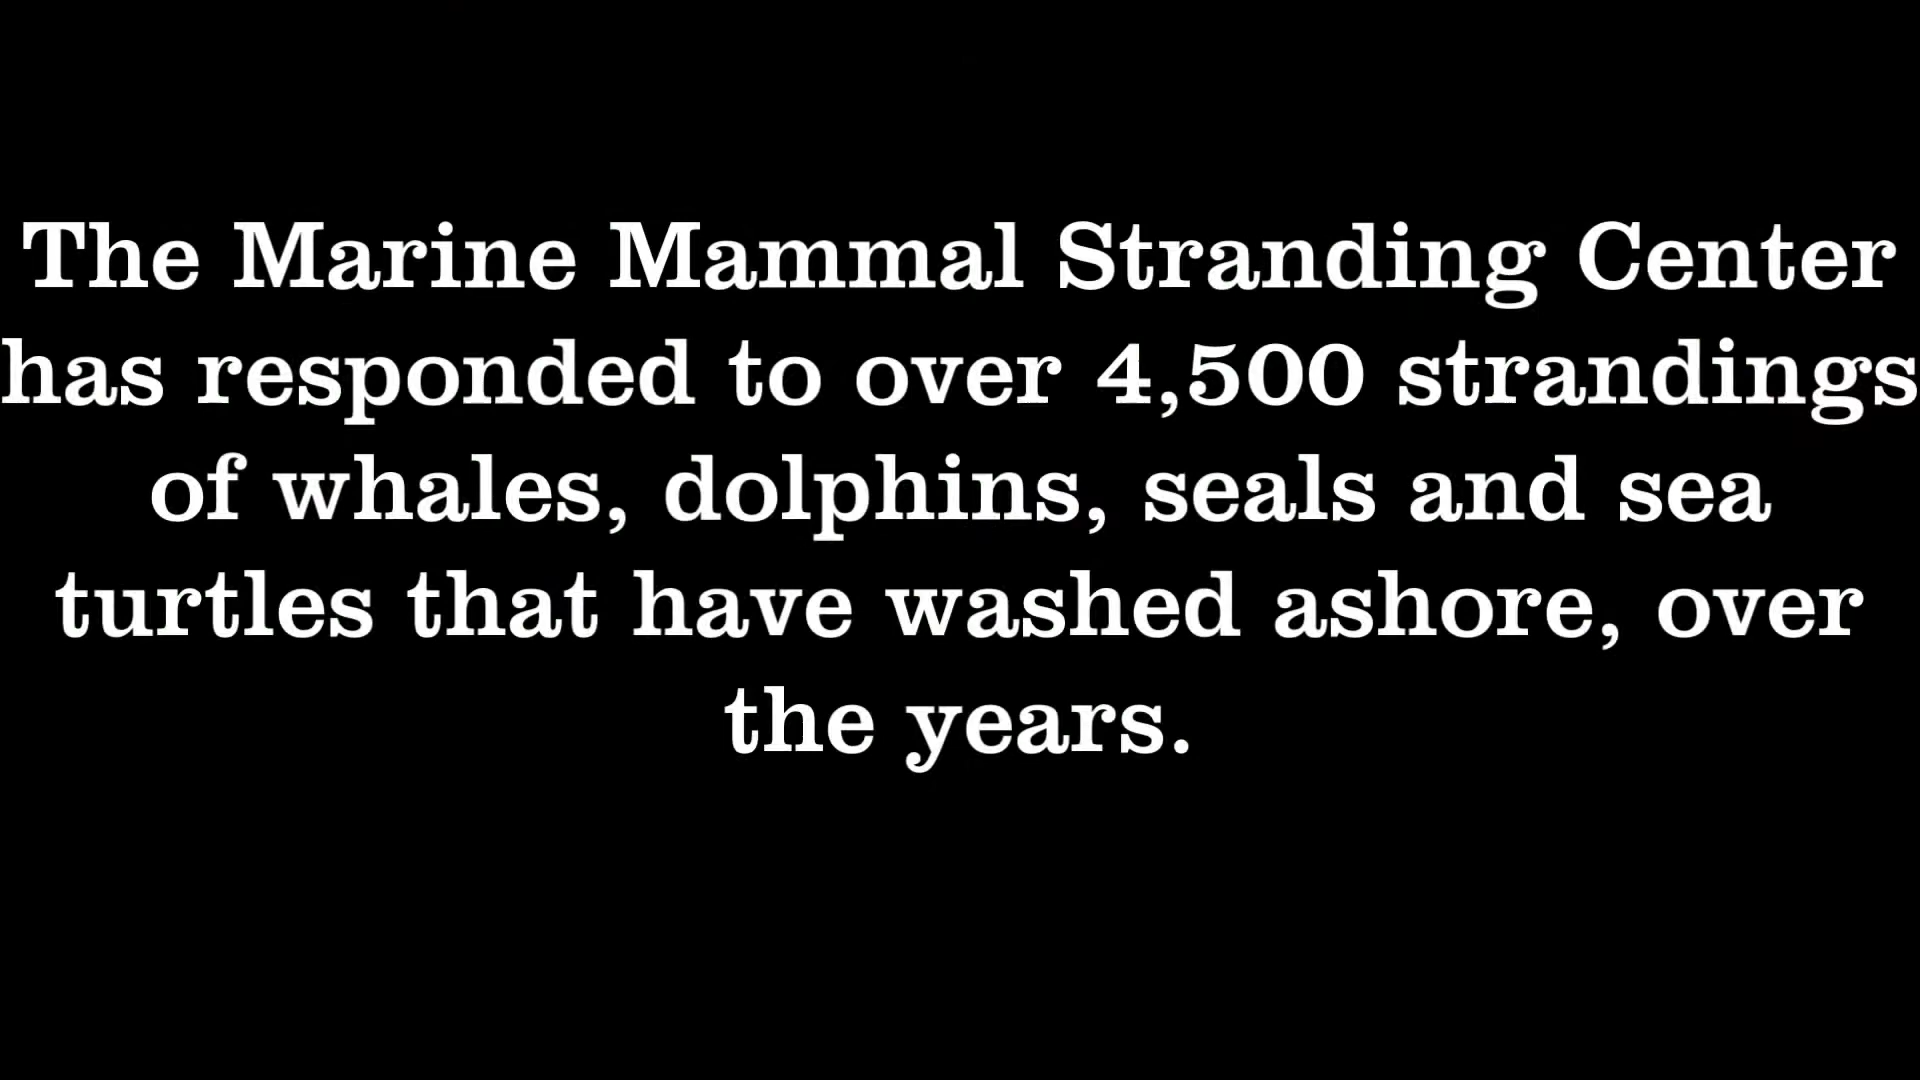 The Marine Mammal Stranding Center
has responded to over 4,500 strandings
of whales, dolphins, seals and sea
turtles that have washed ashore, over
the years.